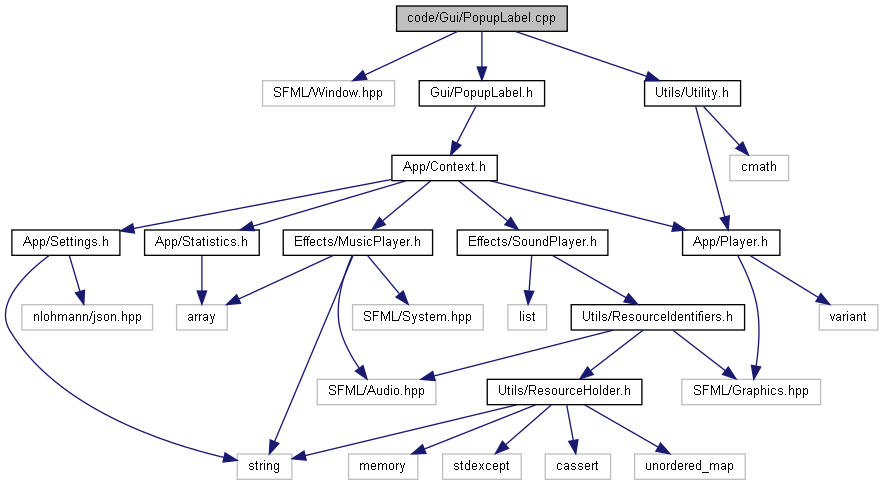 code/Gui/PopupLabel.cpp
SFML/Window.hpp
Gui/PopupLabel.h
Utils/Utility.h
App/Context.h
cmath
App/Settings.h
App/Statistics.h
Effects/MusicPlayer.h
Effects/SoundPlayer.h
App/Player.h
nlohmann/json.hpp
array
SFML/System.hpp
list
Utils/ResourceIdentifiers.h
variant
SFML/Audio.hpp
Utils/ResourceHolder.h
SFML/Graphics.hpp
string
memory
stdexcept
cassert
unordered_map